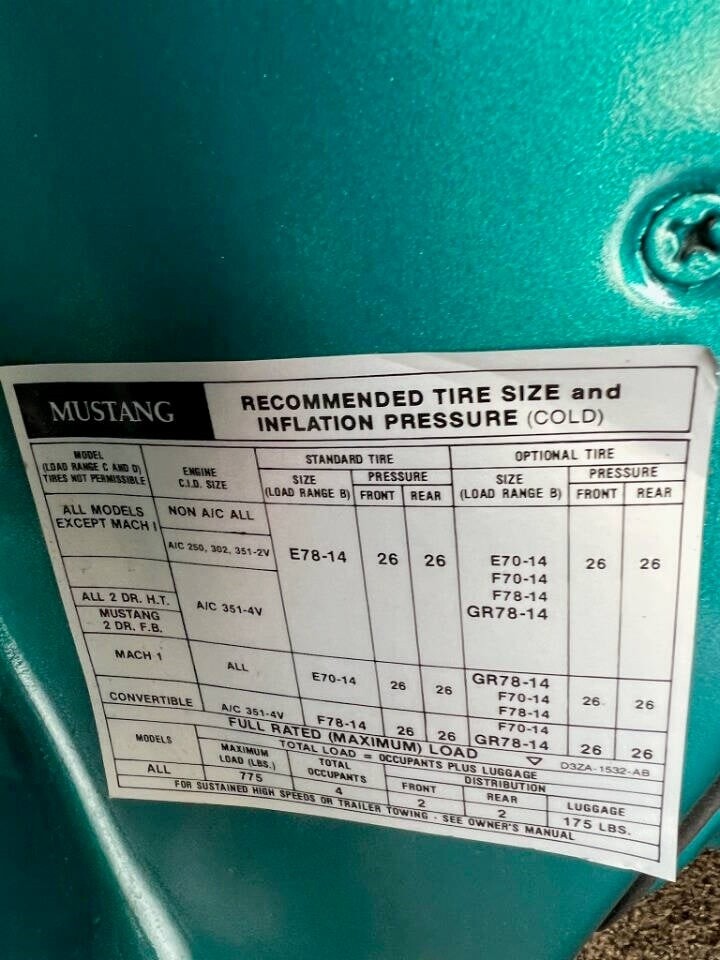 MUSTANG
RECOMMENDED TIRE SIZE and
INFLATION PRESSURE (COLD)
MODEL
(LOAD RANGE C AND D)
TIRES NOT PERMISSIBLE
ENGINE
C.I.D. SIZE
STANDARD TIRE
OPTIONAL TIRE
SIZE
(LOAD RANGE B)
PRESSURE
FRONT REAR
SIZE
(LOAD RANGE B)
PRESSURE
FRONT REAR
ALL MODELS
EXCEPT MACH I
NON A/C ALL
A/C 250, 302, 351-2V
E78-14 26 26
E70-14 26 26
F70-14
F78-14
GR78-14
ALL 2 DR. H.T.
MUSTANG
2 DR. F.B.
A/C 351-4V
MACH 1 ALL E70-14 26 26
GR78-14
F70-14 26 26
F78-14
CONVERTIBLE A/C 351-4V F78-14 26 26
F70-14
GR78-14 26 26
FULL RATED (MAXIMUM) LOAD
TOTAL LOAD = OCCUPANTS PLUS LUGGAGE
D3ZA-1532-AB
MODELS
MAXIMUM
LOAD (LBS.)
TOTAL
OCCUPANTS
DISTRIBUTION
FRONT REAR LUGGAGE
ALL 775 4 2 2 175 LBS.
FOR SUSTAINED HIGH SPEEDS OR TRAILER TOWING - SEE OWNER'S MANUAL